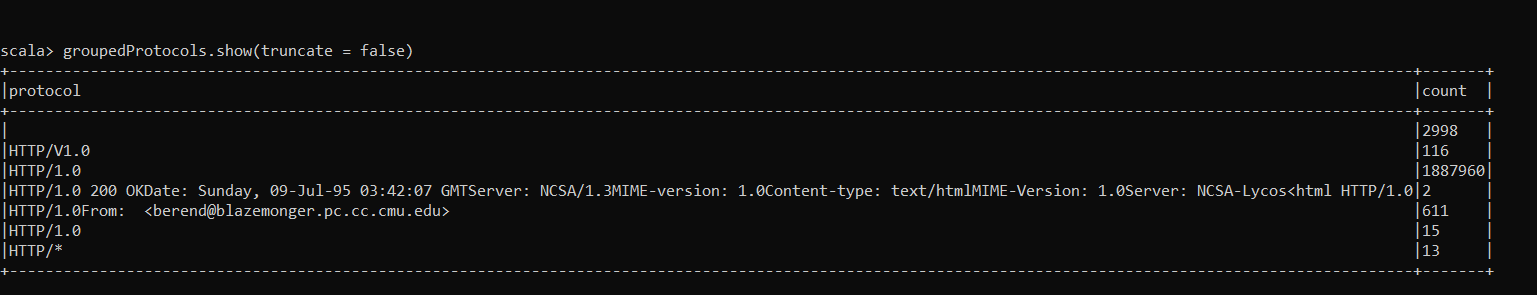 scala> groupedProtocols.show(truncate = false)
+------------------------------------------------------------------------------------------------------------------------------------------------------------+-------+
|protocol |count |
+------------------------------------------------------------------------------------------------------------------------------------------------------------+-------+
| |2998 |
|HTTP/V1.0 |116 |
|HTTP/1.0 |1887960|
|HTTP/1.0 200 OKDate: Sunday, 09-Jul-95 03:42:07 GMTServer: NCSA/1.3MIME-version: 1.0Content-type: text/htmlMIME-Version: 1.0Server: NCSA-Lycos<html HTTP/1.0|2 |
|HTTP/1.0From: <berend@blazemonger.pc.cc.cmu.edu> |611 |
|HTTP/1.0 |15 |
|HTTP/* |13 |
+------------------------------------------------------------------------------------------------------------------------------------------------------------+-------+